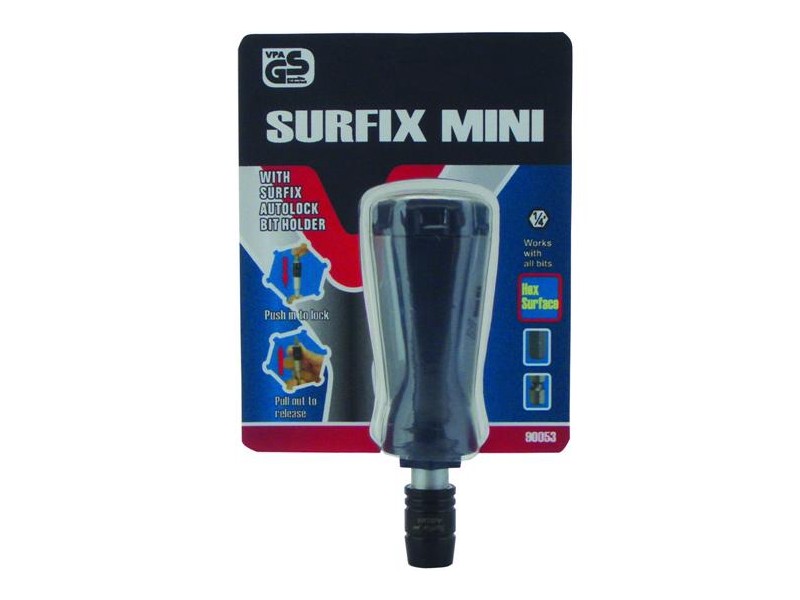 VPA
GS
SURFIX MINI
WITH
SURFIX
AUTOLOCK
BIT HOLDER
Push in to lock
Pull out to
release
1/4"
Works
with
all bits
Hex
Surface
90053